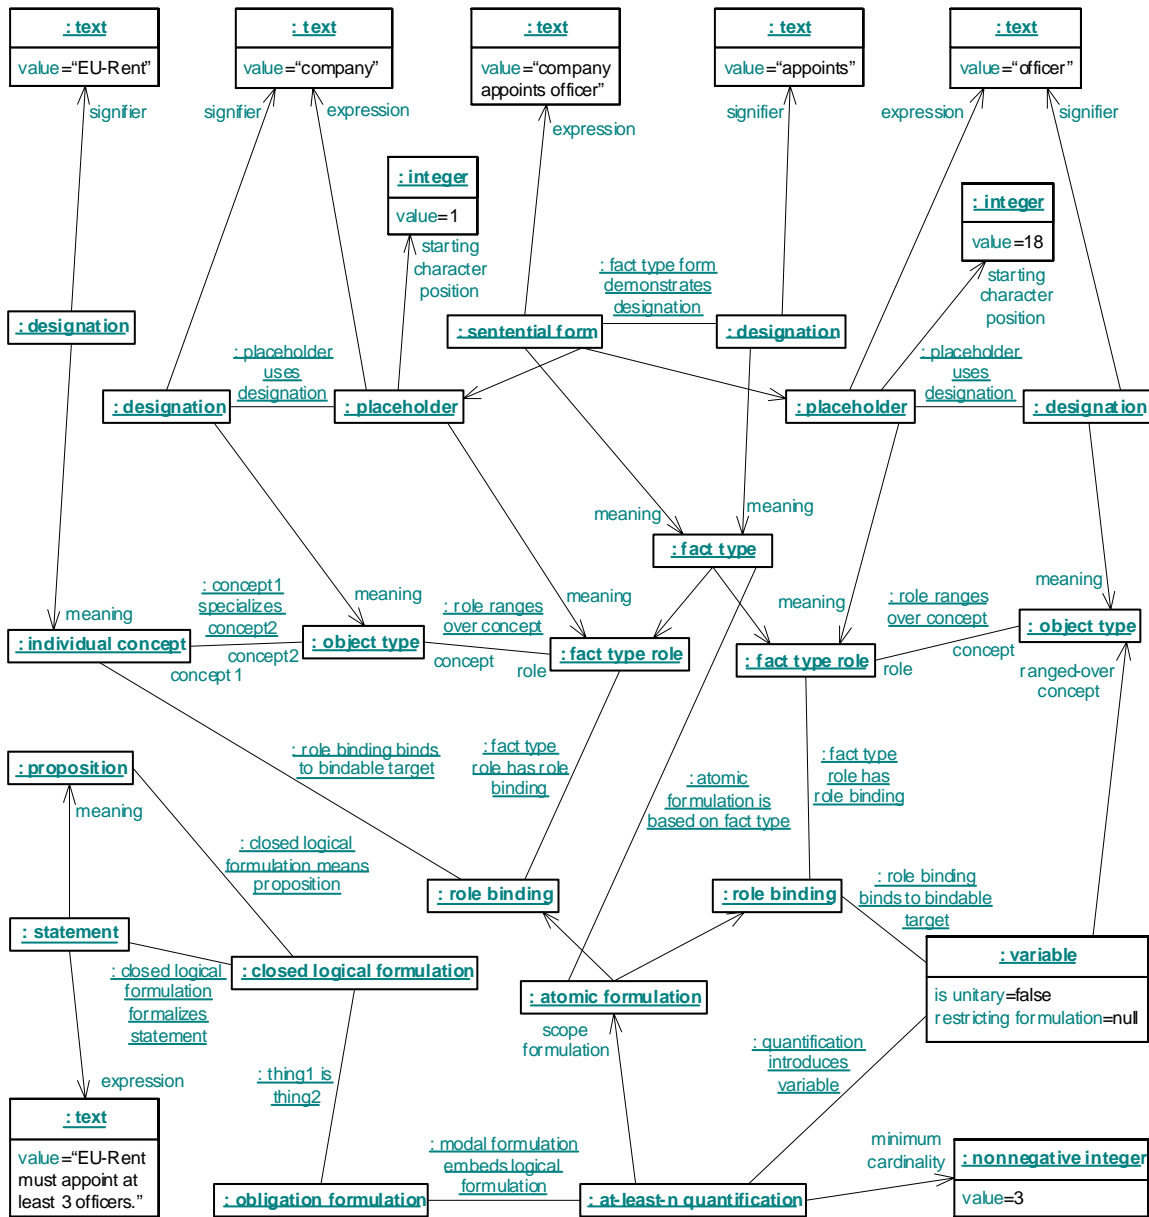 : text
value="EU-Rent"
: text
value="company"
: text
value="company
appoints officer"
: text
value="appoints"
: text
value="officer"
signifier
signifier
expression
expression
signifier
expression
signifier
: integer
value=1
: integer
value=18
starting
character
position
: fact type form
demonstrates
designation
starting
character
position
: designation
: sentential form
: designation
: placeholder
uses
designation
: placeholder
uses
designation
: designation
: placeholder
: placeholder
: designation
meaning
meaning
: fact type
: concept1
specializes
concept2
meaning
: role ranges
over concept
meaning
meaning
: role ranges
over concept
meaning
meaning
: individual concept
concept2
concept1
: object type
concept
role
: fact type role
: fact type role
role
concept
: object type
ranged-over
concept
: role binding binds
to bindable target
: fact type
role has role
binding
: atomic
formulation is
based on fact type
: fact type
role has
role binding
: proposition
meaning
: closed logical
formulation means
proposition
: role binding
: role binding
: role binding
binds to bindable
target
: statement
: closed logical
formulation
formalizes
statement
: closed logical formulation
: atomic formulation
: variable
is unitary=false
restricting formulation=null
scope
formulation
: quantification
introduces
variable
expression
: thing1 is
thing2
: text
value="EU-Rent
must appoint at
least 3 officers."
: modal formulation
embeds logical
formulation
minimum
cardinality
: obligation formulation
: at-least-n quantification
: nonnegative integer
value=3